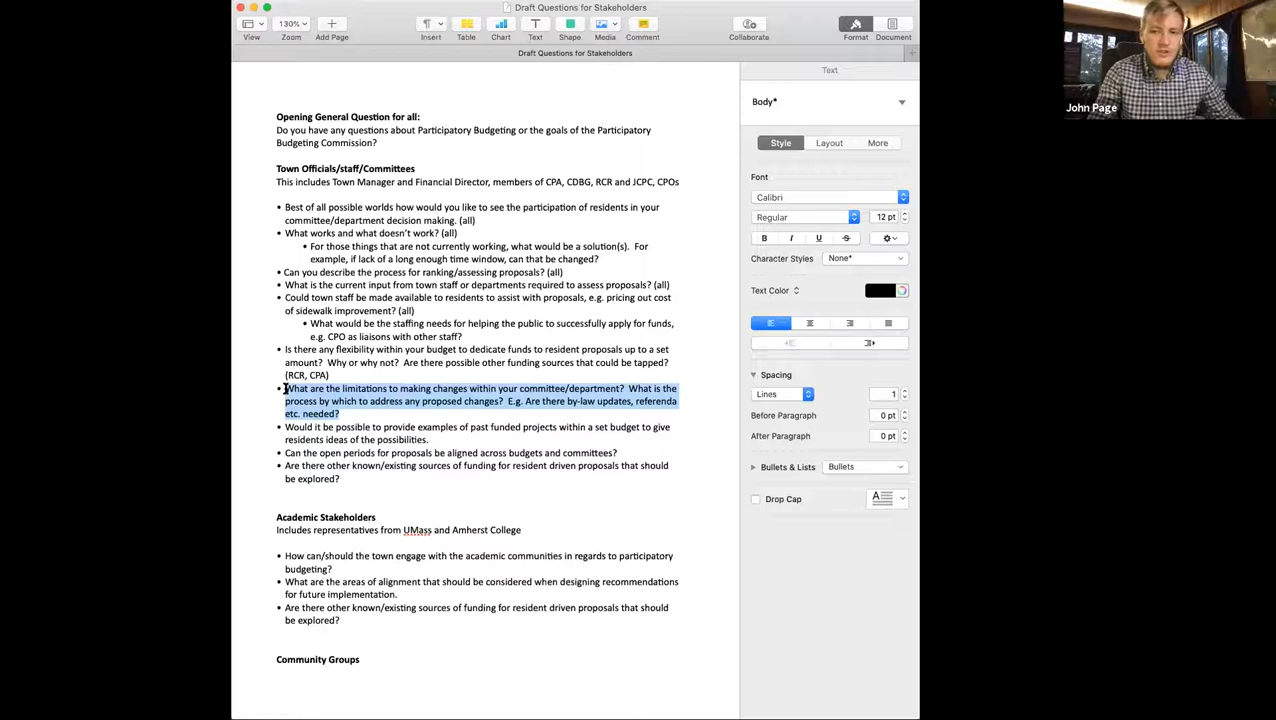 Draft Questions for Stakeholders
130%
View
Zoom
Add Page
Insert
Table
Chart
Text
Shape
Media
Comment
Collaborate
Format
Document
Draft Questions for Stakeholders
Opening General Question for all:
Do you have any questions about Participatory Budgeting or the goals of the Participatory
Budgeting Commission?
Town Officials/staff/Committees
This includes Town Manager and Financial Director, members of CPA, CDBG, RCR and JCPC, CPOs
• Best of all possible worlds how would you like to see the participation of residents in your
committee/department decision making. (all)
• What works and what doesn't work? (all)
• For those things that are not currently working, what would be a solution(s). For
example, if lack of a long enough time window, can that be changed?
• Can you describe the process for ranking/assessing proposals? (all)
• What is the current input from town staff or departments required to assess proposals? (all)
• Could town staff be made available to residents to assist with proposals, e.g. pricing out cost
of sidewalk improvement? (all)
• What would be the staffing needs for helping the public to successfully apply for funds,
e.g. CPO as liaisons with other staff?
• Is there any flexibility within your budget to dedicate funds to resident proposals up to a set
amount? Why or why not? Are there possible other funding sources that could be tapped?
(RCR, CPA)
• What are the limitations to making changes within your committee/department? What is the
process by which to address any proposed changes? E.g. Are there by-law updates, referenda
etc. needed?
• Would it be possible to provide examples of past funded projects within a set budget to give
residents ideas of the possibilities.
• Can the open periods for proposals be aligned across budgets and committees?
• Are there other known/existing sources of funding for resident driven proposals that should
be explored?
Academic Stakeholders
Includes representatives from UMass and Amherst College
• How can/should the town engage with the academic communities in regards to participatory
budgeting?
• What are the areas of alignment that should be considered when designing recommendations
for future implementation.
• Are there other known/existing sources of funding for resident driven proposals that should
be explored?
Community Groups
Text
Body*
Style
Layout
More
Font
Calibri
Regular
12 pt
B I U S
Character Styles
None*
Text Color
Spacing
Lines
1
Before Paragraph
0 pt
After Paragraph
0 pt
Bullets & Lists
Bullets
Drop Cap
A
John Page